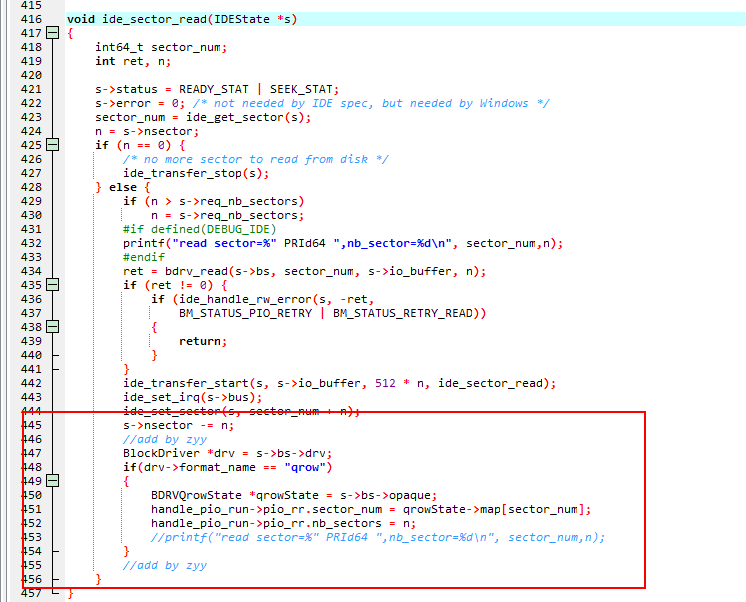 415
416 void ide_sector_read(IDEState *s)
417 {
418 int64_t sector_num;
419 int ret, n;
420
421 s->status = READY_STAT | SEEK_STAT;
422 s->error = 0; /* not needed by IDE spec, but needed by Windows */
423 sector_num = ide_get_sector(s);
424 n = s->nsector;
425 if (n == 0) {
426 /* no more sector to read from disk */
427 ide_transfer_stop(s);
428 } else {
429 if (n > s->req_nb_sectors)
430 n = s->req_nb_sectors;
431 #if defined(DEBUG_IDE)
432 printf("read sector=%" PRId64 ",nb_sector=%d\n", sector_num,n);
433 #endif
434 ret = bdrv_read(s->bs, sector_num, s->io_buffer, n);
435 if (ret != 0) {
436 if (ide_handle_rw_error(s, -ret,
437 BM_STATUS_PIO_RETRY | BM_STATUS_RETRY_READ))
438 {
439 return;
440 }
441 }
442 ide_transfer_start(s, s->io_buffer, 512 * n, ide_sector_read);
443 ide_set_irq(s->bus);
444 ide_set_sector(s, sector_num + n);
445 s->nsector -= n;
446 //add by zyy
447 BlockDriver *drv = s->bs->drv;
448 if(drv->format_name == "qrow")
449 {
450 BDRVQrowState *qrowState = s->bs->opaque;
451 handle_pio_run->pio_rr.sector_num = qrowState->map[sector_num];
452 handle_pio_run->pio_rr.nb_sectors = n;
453 //printf("read sector=%" PRId64 ",nb_sector=%d\n", sector_num,n);
454 }
455 //add by zyy
456 }
457 }